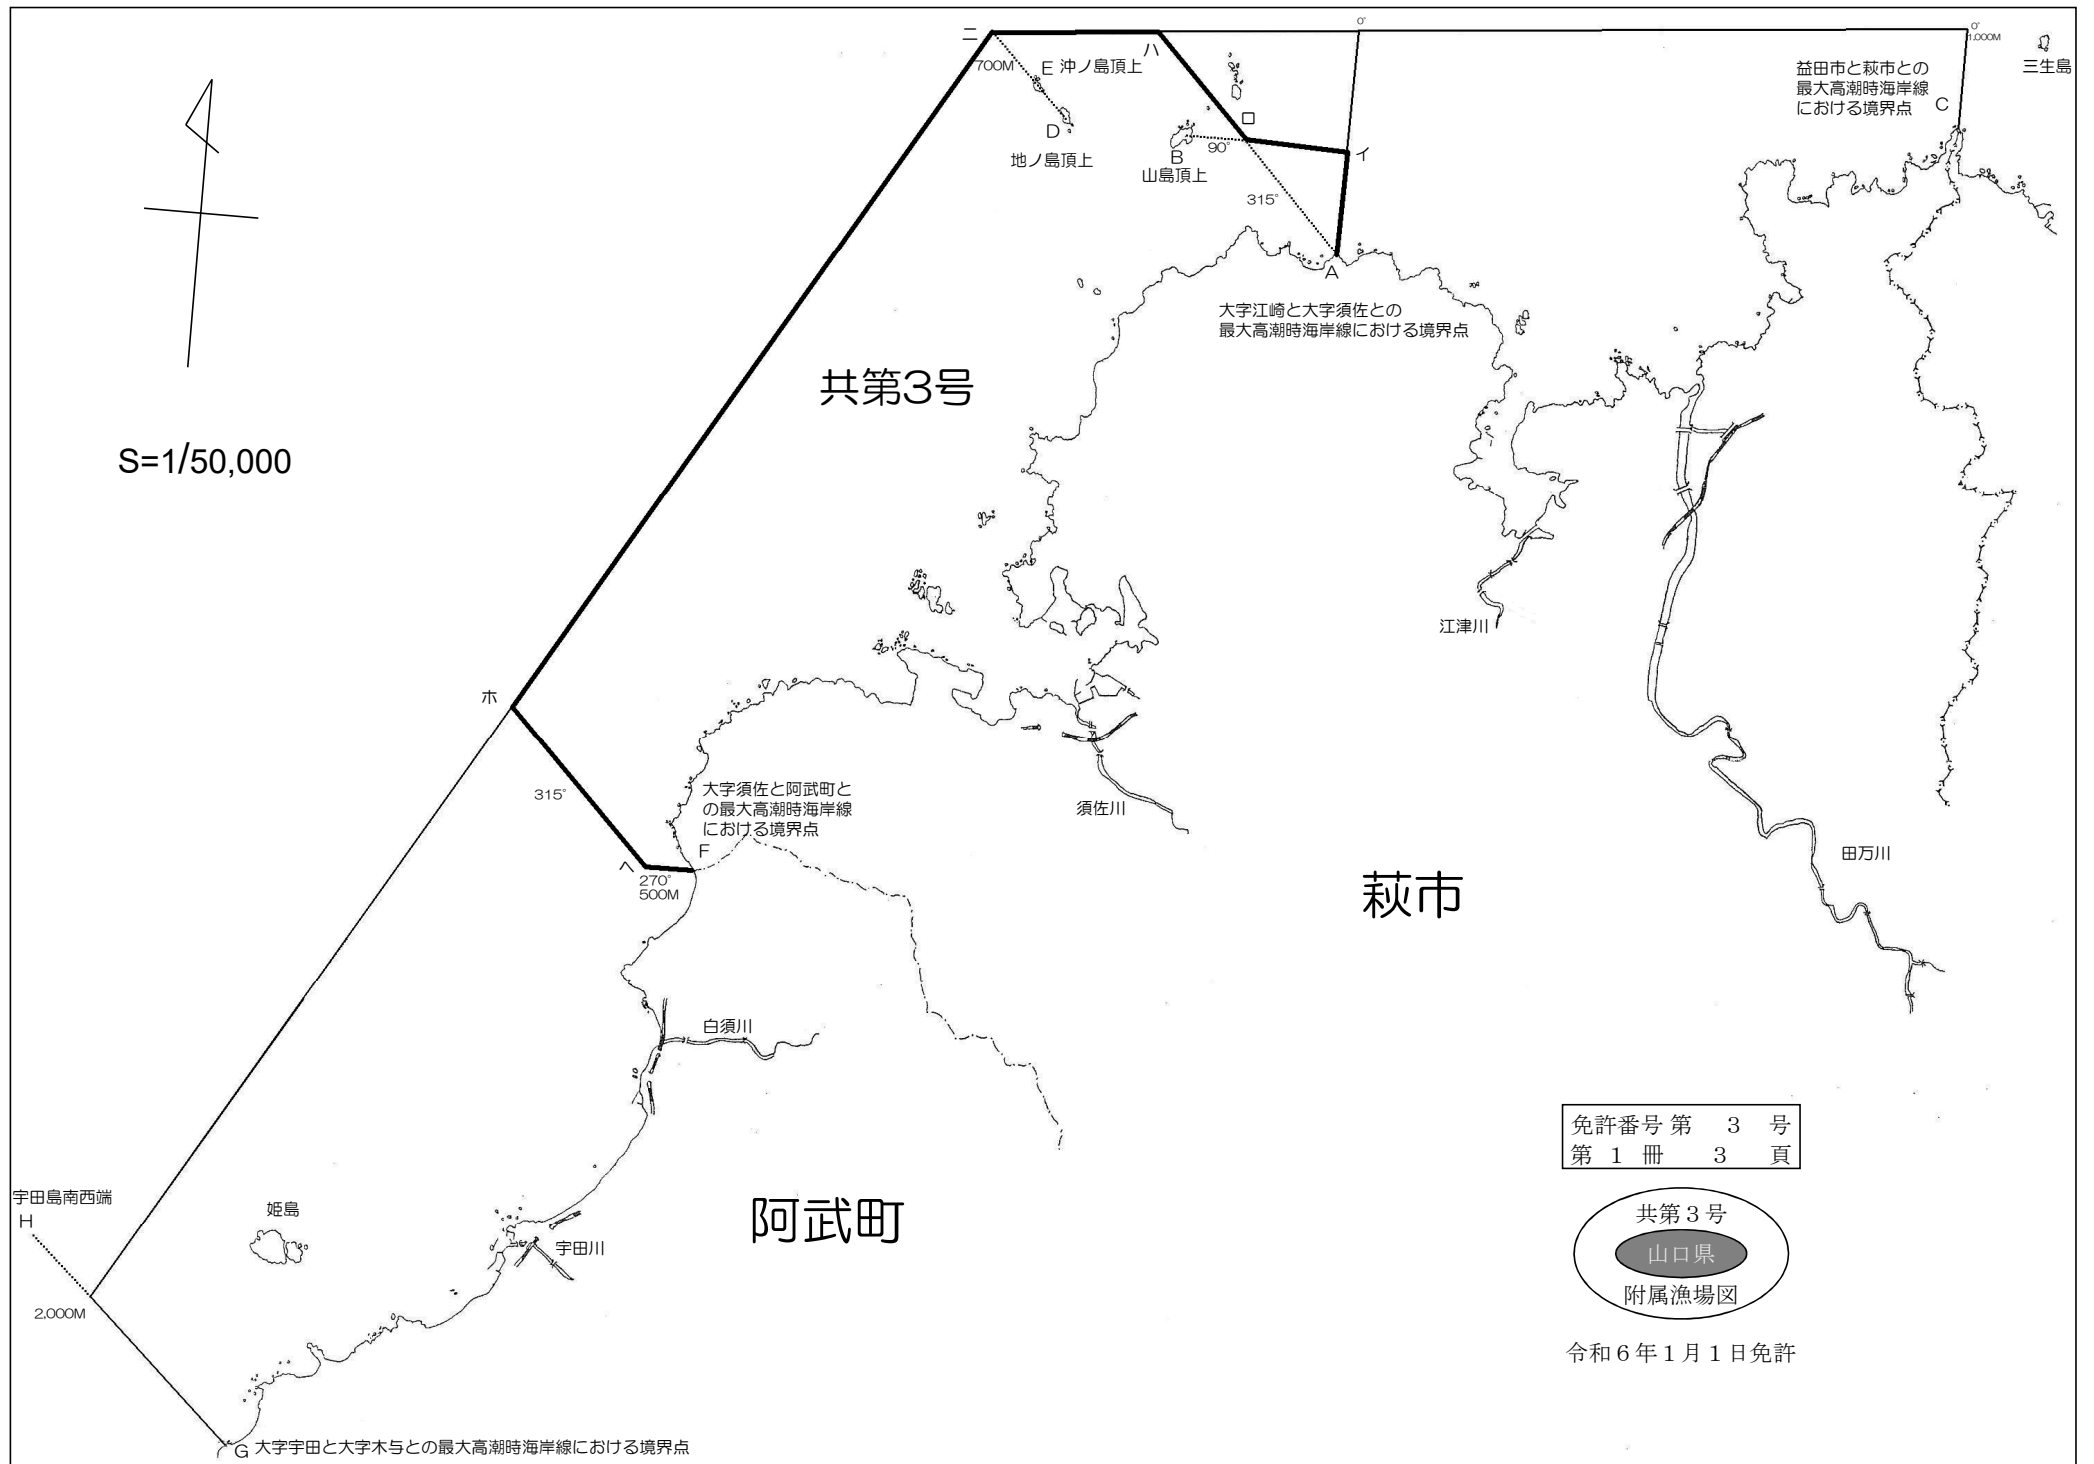 ニ
ハ
0°
0°
1,000M
三生島
700M
E 沖ノ島頂上
益田市と萩市との
最大高潮時海岸線
における境界点
C
D
地ノ島頂上
ロ
B
90°
山島頂上
イ
315°
A
大字江崎と大字須佐との
最大高潮時海岸線における境界点
共第3号
S=1/50,000
江津川
ホ
315°
大字須佐と阿武町と
の最大高潮時海岸線
における境界点
F
須佐川
ヘ
270°
500M
田万川
萩市
白須川
免許番号 第 3 号
第 1 冊 3 頁
宇田島南西端
H
姫島
阿武町
宇田川
2,000M
共第3号
山口県
附属漁場図
令和6年1月1日免許
G 大字宇田と大字木与との最大高潮時海岸線における境界点